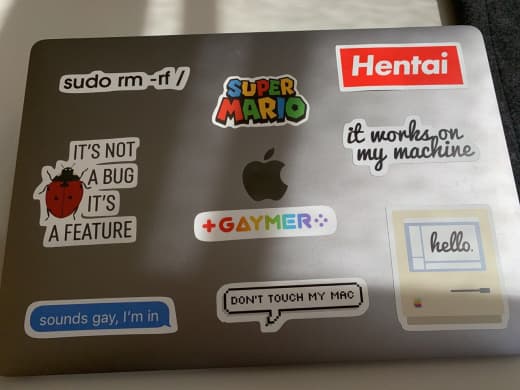 sudo rm -rf /
SUPER
MARIO
Hentai
it works on
my machine
IT'S NOT
A BUG
IT'S
A FEATURE
+GAYMER
hello.
sounds gay, I'm in
DON'T TOUCH MY MAC